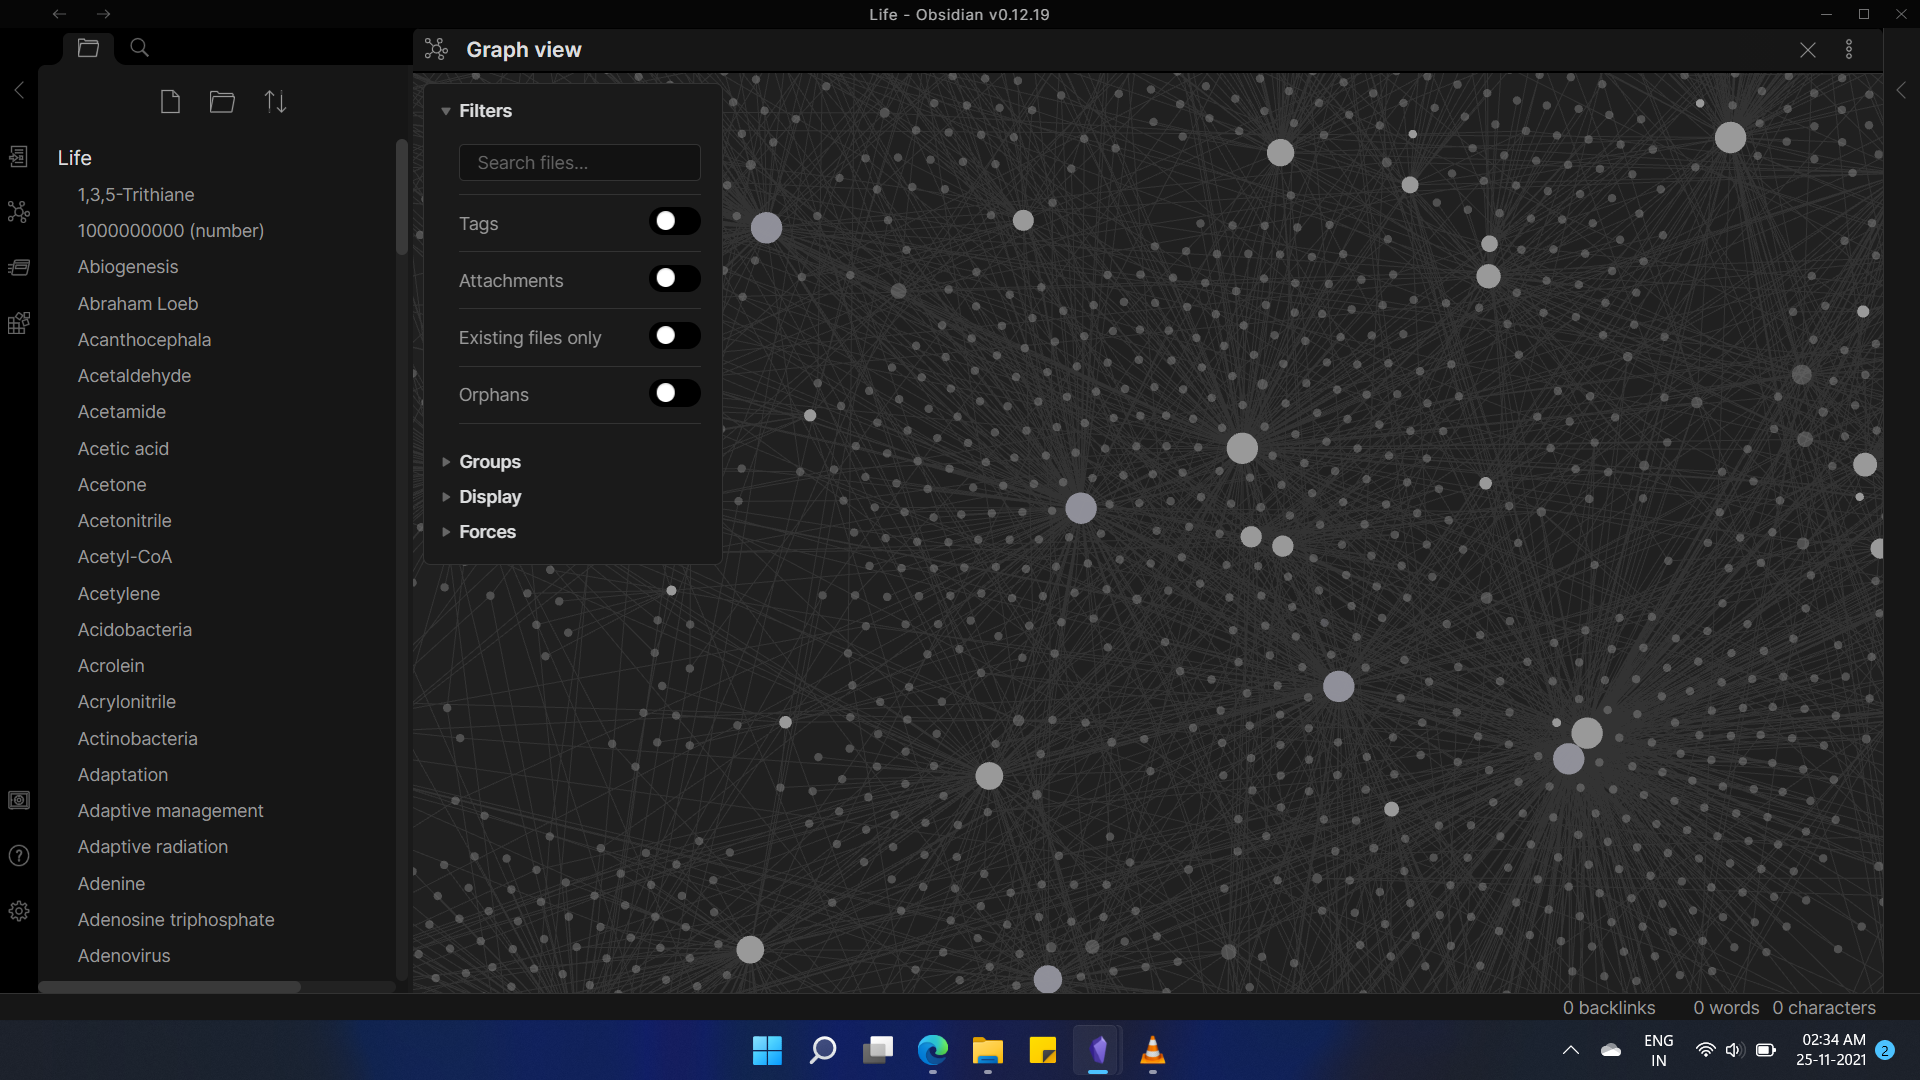 Life - Obsidian v0.12.19
Graph view
Life
1,3,5-Trithiane
1000000000 (number)
Abiogenesis
Abraham Loeb
Acanthocephala
Acetaldehyde
Acetamide
Acetic acid
Acetone
Acetonitrile
Acetyl-CoA
Acetylene
Acidobacteria
Acrolein
Acrylonitrile
Actinobacteria
Adaptation
Adaptive management
Adaptive radiation
Adenine
Adenosine triphosphate
Adenovirus
Filters
Search files...
Tags
Attachments
Existing files only
Orphans
Groups
Display
Forces
0 backlinks 0 words 0 characters
ENG
IN
02:34 AM
25-11-2021
2